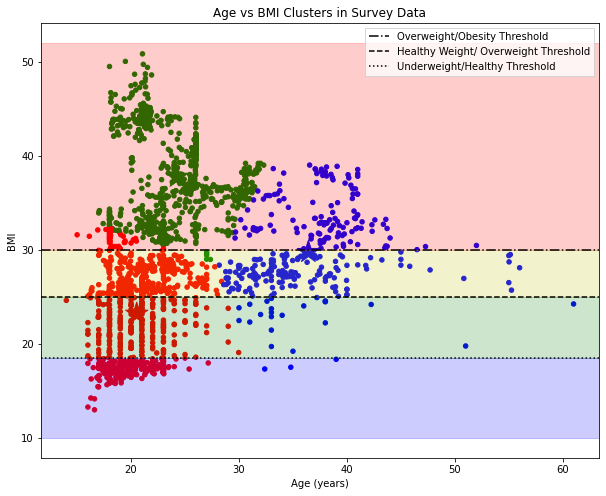 Age vs BMI Clusters in Survey Data
Overweight/Obesity Threshold
Healthy Weight/ Overweight Threshold
Underweight/Healthy Threshold
50
40
30
20
10
BMI
20
30
40
50
60
Age (years)